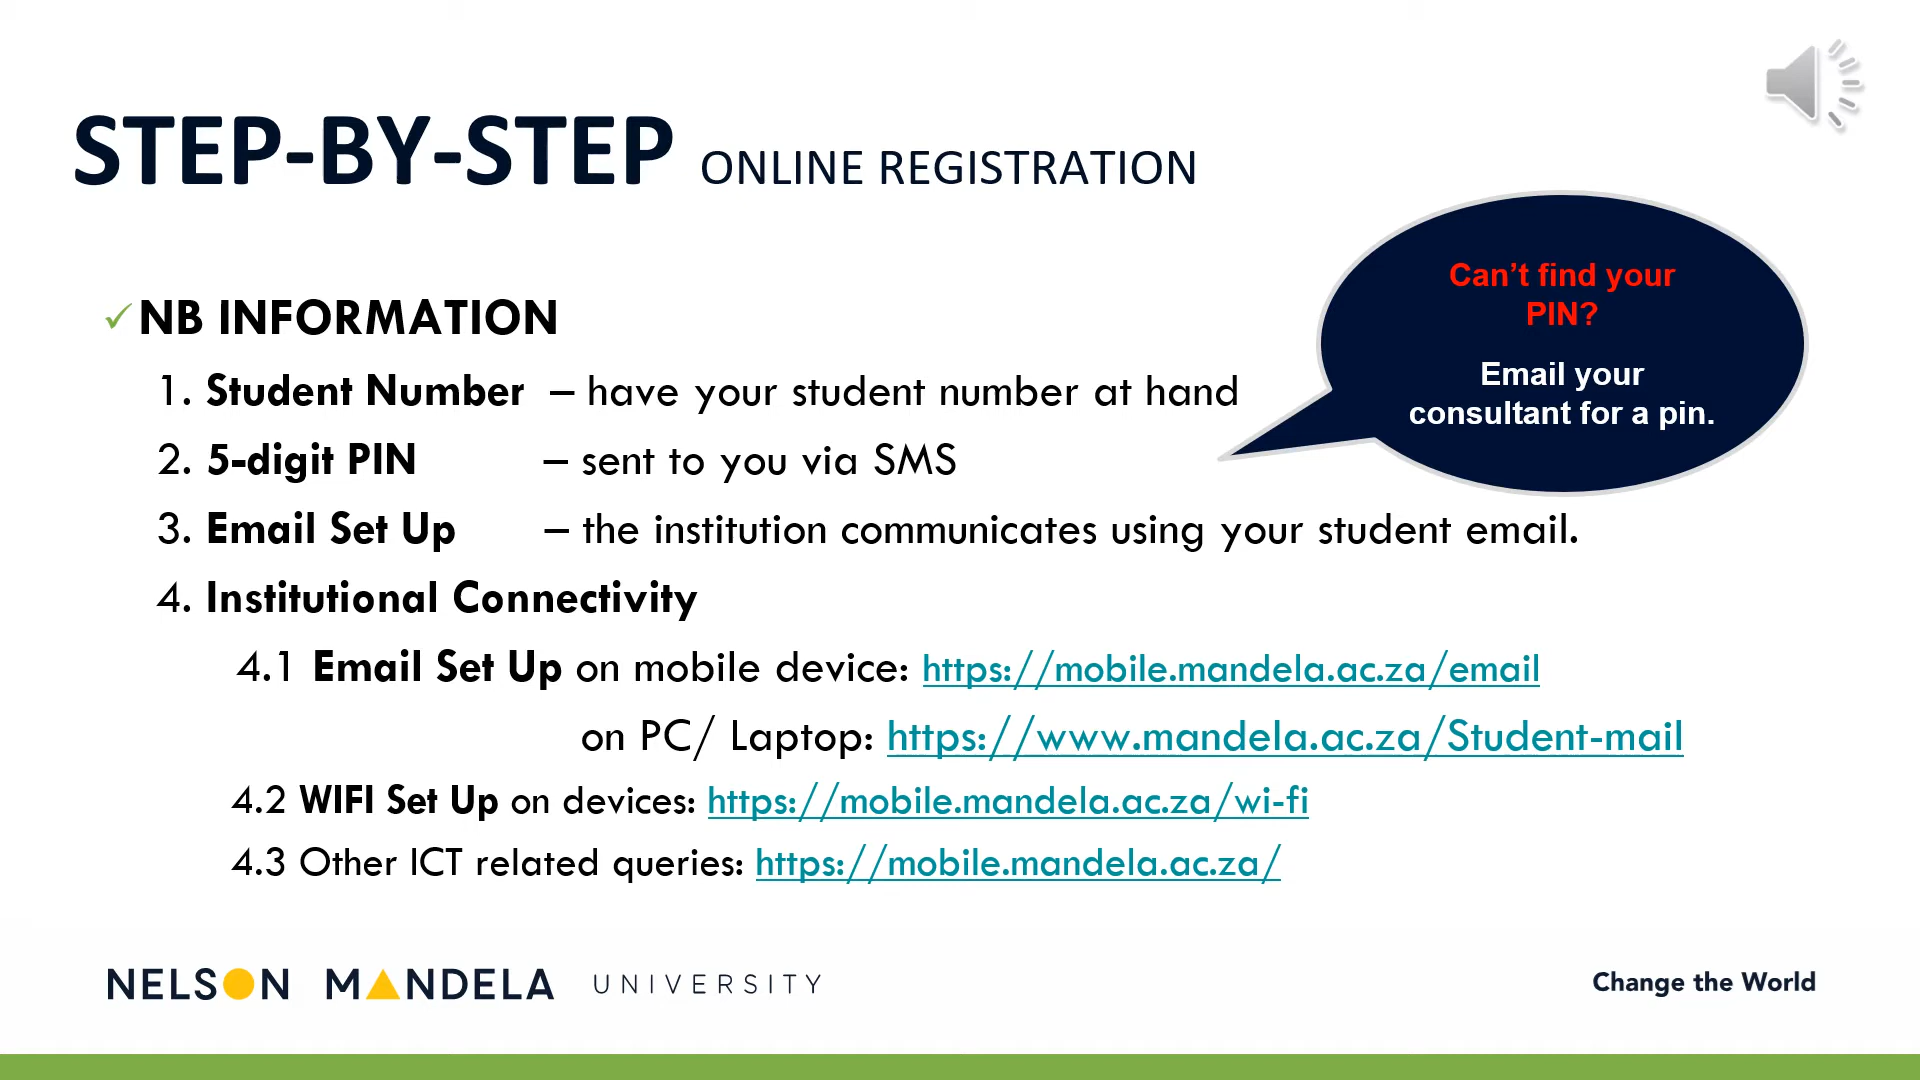 STEP-BY-STEP ONLINE REGISTRATION
Can’t find your
PIN?
Email your
consultant for a pin.
NB INFORMATION
1. Student Number – have your student number at hand
2. 5-digit PIN – sent to you via SMS
3. Email Set Up – the institution communicates using your student email.
4. Institutional Connectivity
4.1 Email Set Up on mobile device: https://mobile.mandela.ac.za/email
on PC/ Laptop: https://www.mandela.ac.za/Student-mail
4.2 WIFI Set Up on devices: https://mobile.mandela.ac.za/wi-fi
4.3 Other ICT related queries: https://mobile.mandela.ac.za/
NELSON MANDELA UNIVERSITY
Change the World